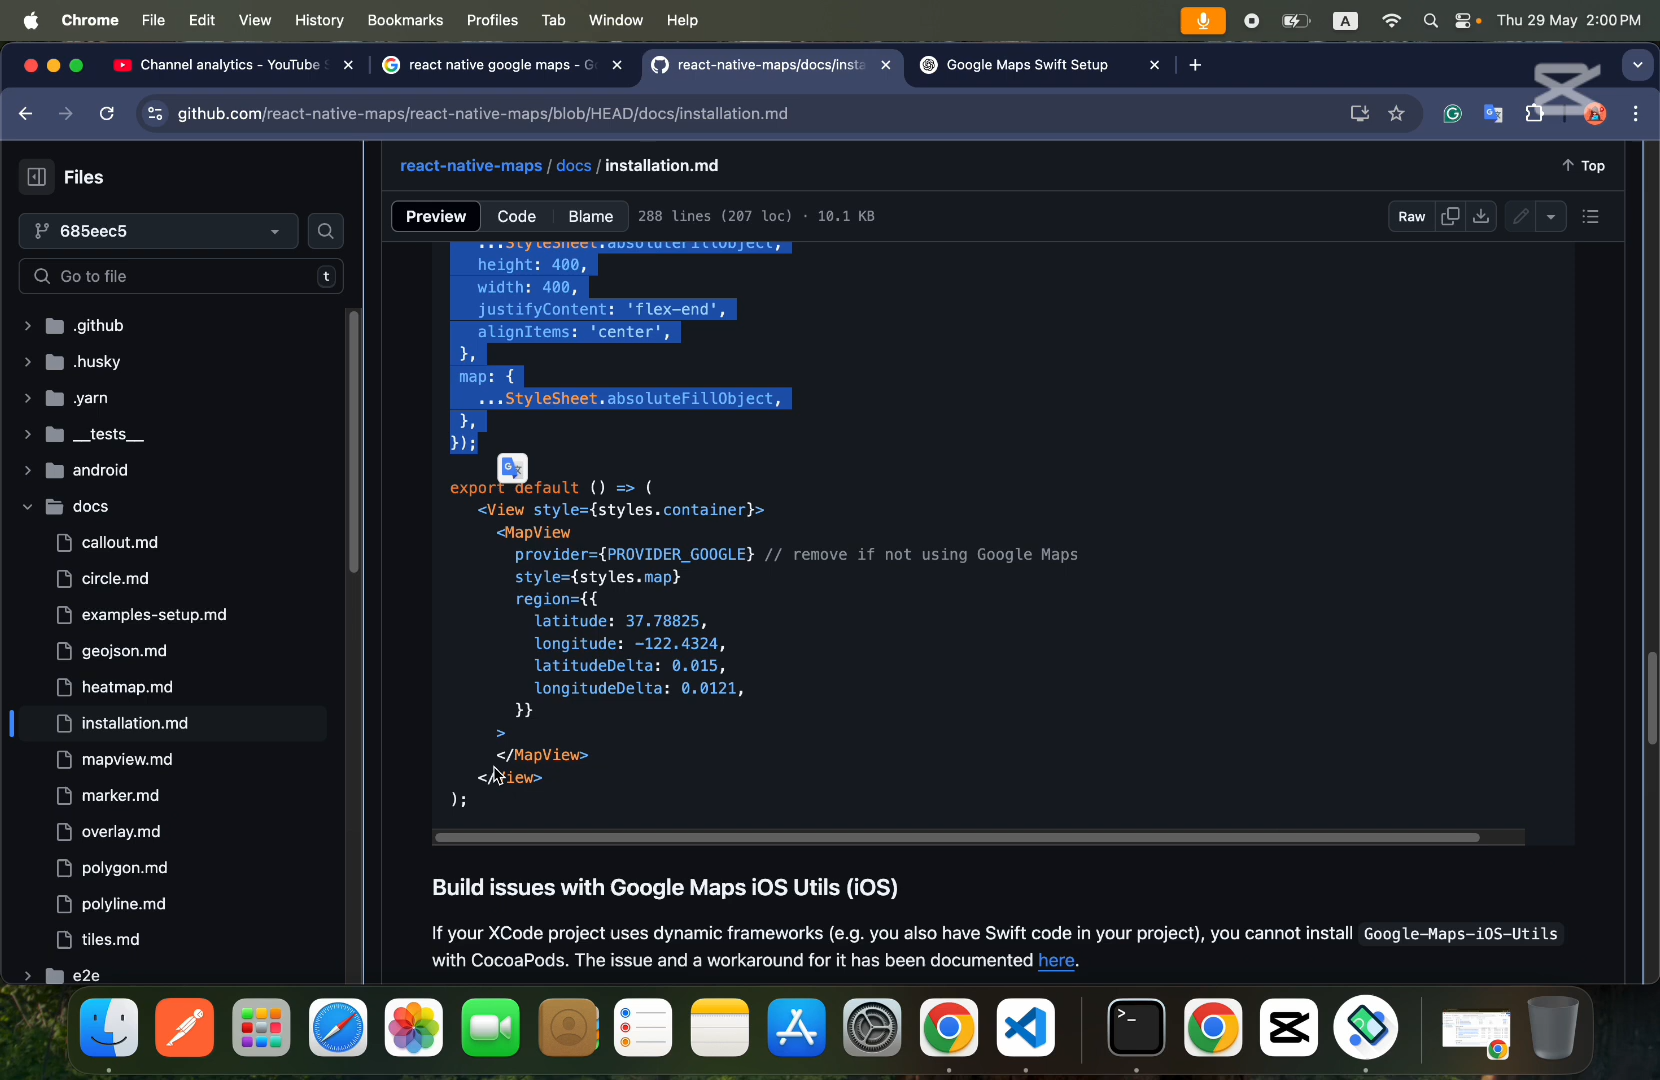 Chrome File Edit View History Bookmarks Profiles Tab Window Help A Thu 29 May 2:00 PM
Channel analytics - YouTube S react native google maps - Go react-native-maps/docs/insta Google Maps Swift Setup
github.com/react-native-maps/react-native-maps/blob/HEAD/docs/installation.md
Files
685eec5
Go to file t
.github
.husky
.yarn
__tests__
android
docs
callout.md
circle.md
examples-setup.md
geojson.md
heatmap.md
installation.md
mapview.md
marker.md
overlay.md
polygon.md
polyline.md
tiles.md
e2e
react-native-maps / docs / installation.md
Top
Preview Code Blame 288 lines (207 loc) · 10.1 KB Raw
...StyleSheet.absoluteFillObject,
height: 400,
width: 400,
justifyContent: 'flex-end',
alignItems: 'center',
},
map: {
...StyleSheet.absoluteFillObject,
},
});
export default () => (
<View style={styles.container}>
<MapView
provider={PROVIDER_GOOGLE} // remove if not using Google Maps
style={styles.map}
region={{
latitude: 37.78825,
longitude: -122.4324,
latitudeDelta: 0.015,
longitudeDelta: 0.0121,
}}
>
</MapView>
</View>
);
Build issues with Google Maps iOS Utils (iOS)
If your XCode project uses dynamic frameworks (e.g. you also have Swift code in your project), you cannot install Google-Maps-iOS-Utils
with CocoaPods. The issue and a workaround for it has been documented here.